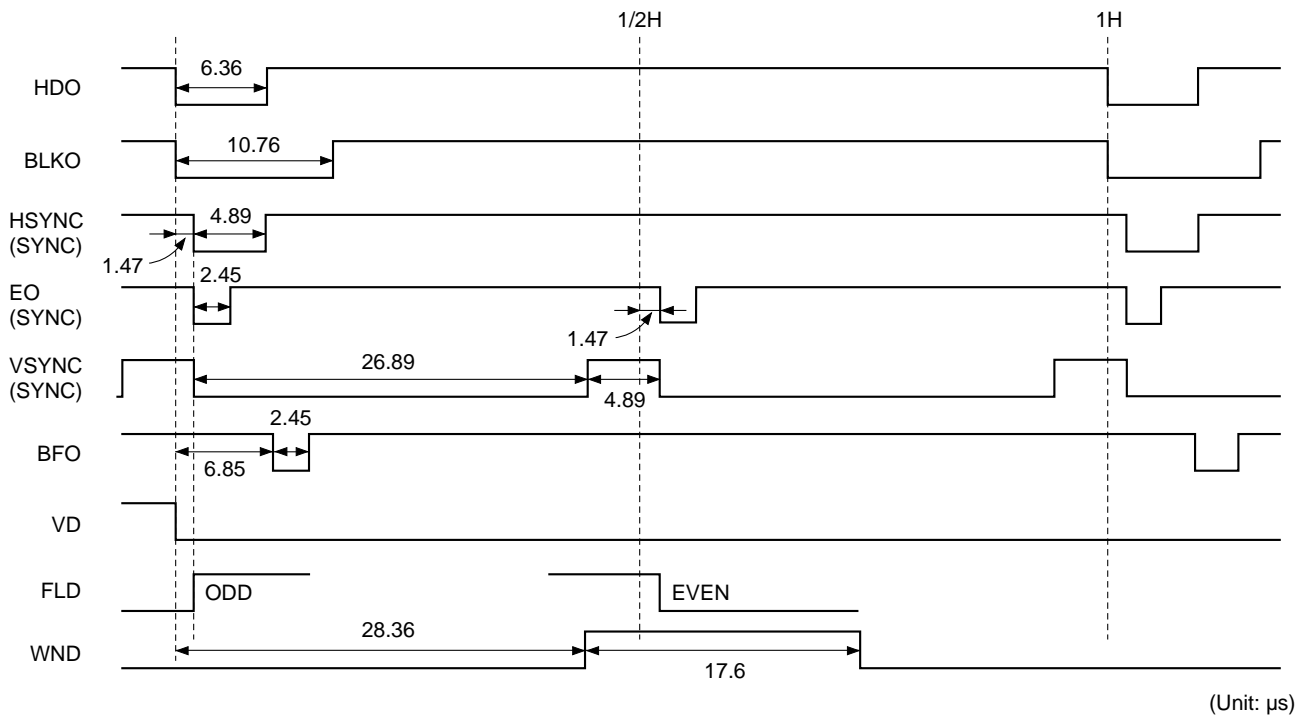 1/2H 1H
HDO 6.36
BLKO 10.76
HSYNC
(SYNC) 4.89
1.47
EO
(SYNC) 2.45
1.47
VSYNC
(SYNC) 26.89
4.89
BFO 2.45
6.85
VD
FLD ODD EVEN
WND 28.36
17.6
(Unit: µs)